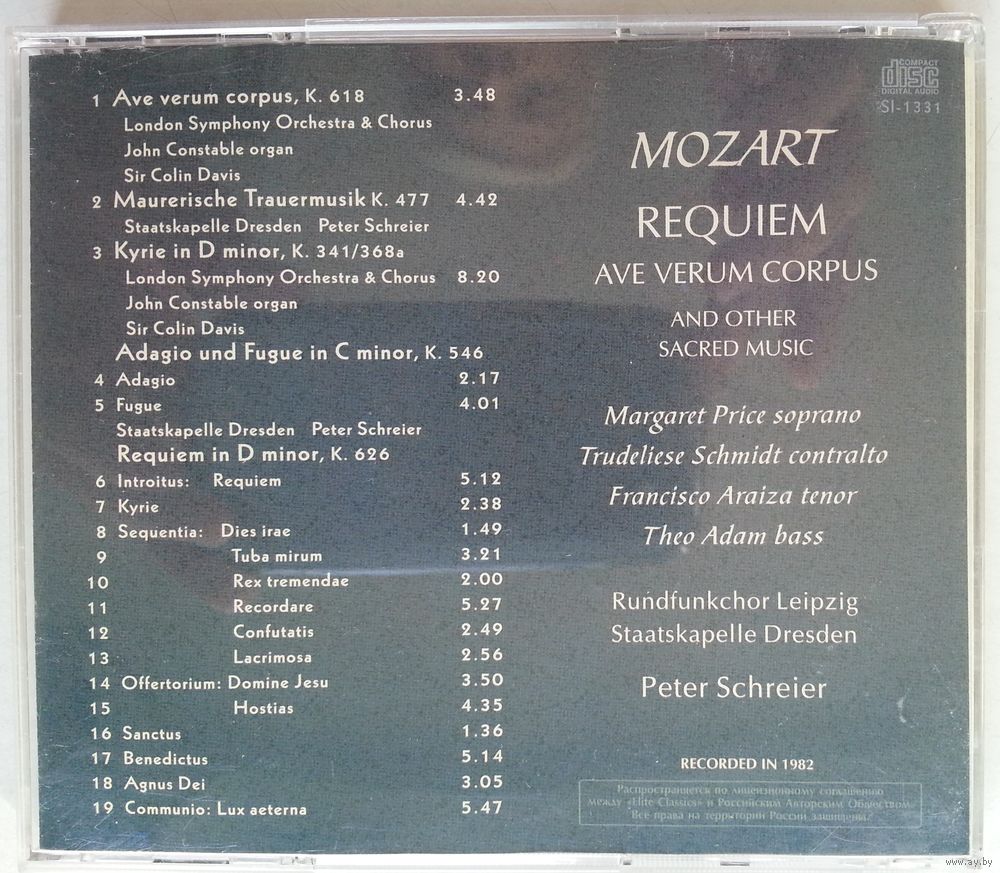 1 Ave verum corpus, K. 618 3.48
London Symphony Orchestra & Chorus
John Constable organ
Sir Colin Davis
2 Maurerische Trauermusik K. 477 4.42
Staatskapelle Dresden Peter Schreier
3 Kyrie in D minor, K. 341/368a
London Symphony Orchestra & Chorus 8.20
John Constable organ
Sir Colin Davis
Adagio und Fugue in C minor, K. 546
4 Adagio 2.17
5 Fugue 4.01
Staatskapelle Dresden Peter Schreier
Requiem in D minor, K. 626
6 Introitus: Requiem 5.12
7 Kyrie 2.38
8 Sequentia: Dies irae 1.49
9 Tuba mirum 3.21
10 Rex tremendae 2.00
11 Recordare 5.27
12 Confutatis 2.49
13 Lacrimosa 2.56
14 Offertorium: Domine Jesu 3.50
15 Hostias 4.35
16 Sanctus 1.36
17 Benedictus 5.14
18 Agnus Dei 3.05
19 Communio: Lux aeterna 5.47
COMPACT
disc
DIGITAL AUDIO
SI-1331
MOZART
REQUIEM
AVE VERUM CORPUS
AND OTHER
SACRED MUSIC
Margaret Price soprano
Trudeliese Schmidt contralto
Francisco Araiza tenor
Theo Adam bass
Rundfunkchor Leipzig
Staatskapelle Dresden
Peter Schreier
RECORDED IN 1982
Распространяется по лицензионному соглашению
между «Elite Classics» и Российским Авторским Обществом.
"Все права на территории России защищены."
www.ay.by